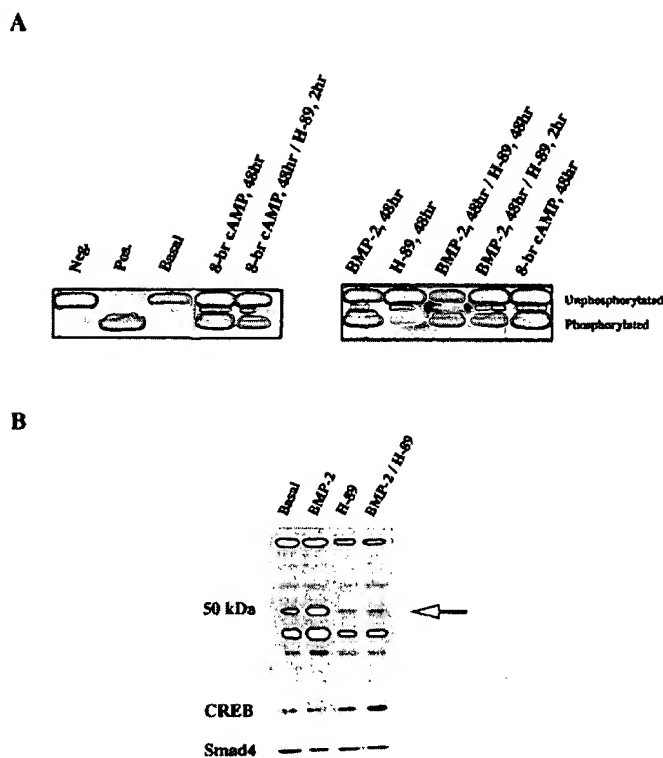 A
Neg.
Pos.
Basal
8-br cAMP, 48hr
8-br cAMP, 48hr / H-89, 2hr
BMP-2, 48hr
H-89, 48hr
BMP-2, 48hr / H-89, 48hr
BMP-2, 48hr / H-89, 2hr
8-br cAMP, 48hr
Unphosphorylated
Phosphorylated
B
Basal
BMP-2
H-89
BMP-2 / H-89
50 kDa
CREB
Smad4